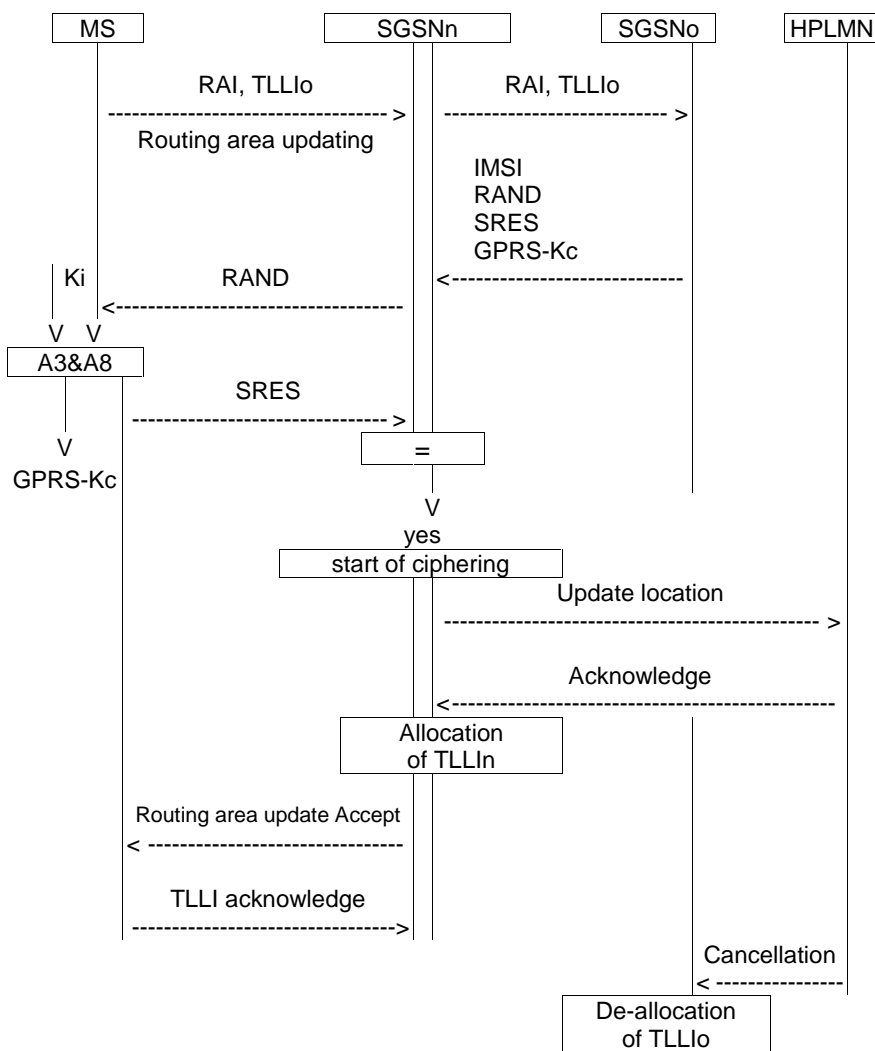 MS SGSNn SGSNo HPLMN
RAI, TLLIo RAI, TLLIo
Routing area updating
IMSI
RAND
SRES
GPRS-Kc
Ki RAND
V V
A3&A8
SRES
V =
GPRS-Kc
V
yes
start of ciphering
Update location
Acknowledge
Allocation
of TLLIn
Routing area update Accept
TLLI acknowledge
Cancellation
De-allocation
of TLLIo